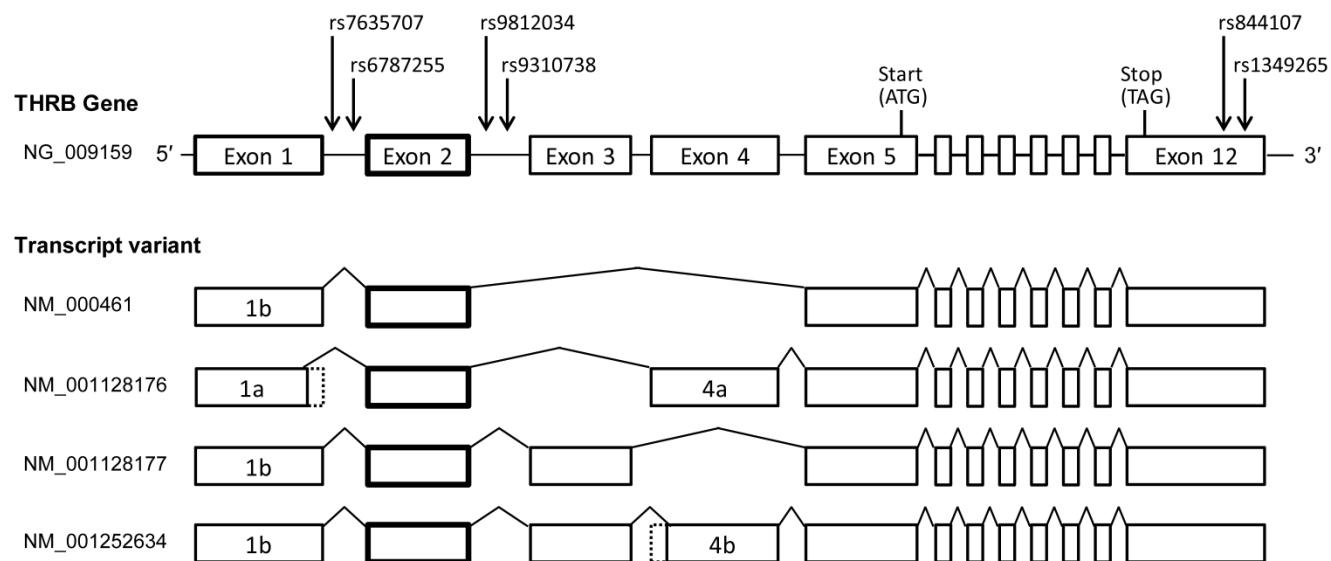 rs7635707 rs9812034 rs844107
rs6787255 rs9310738 rs1349265
Start Stop
THRB Gene (ATG) (TAG)
NG_009159 5′ Exon 1 Exon 2 Exon 3 Exon 4 Exon 5 Exon 12 3′
Transcript variant
NM_000461 1b
NM_001128176 1a 4a
NM_001128177 1b
NM_001252634 1b 4b